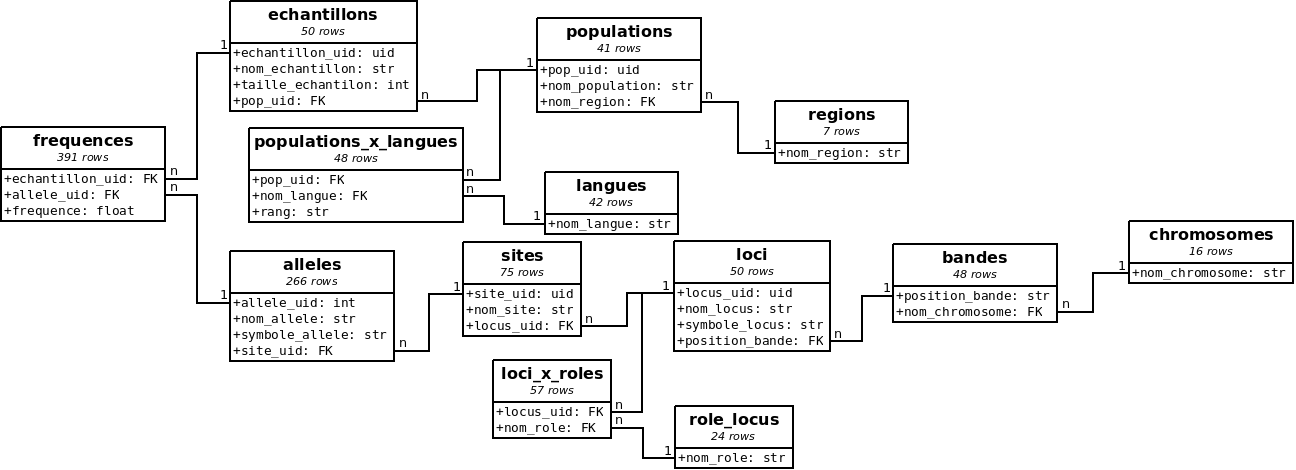 echantillons
50 rows
+echantillon_uid: uid
+nom_echantillon: str
+taille_echantilon: int
+pop_uid: FK
populations
41 rows
+pop_uid: uid
+nom_population: str
+nom_region: FK
regions
7 rows
+nom_region: str
frequences
391 rows
+echantillon_uid: FK
+allele_uid: FK
+frequence: float
populations_x_langues
48 rows
+pop_uid: FK
+nom_langue: FK
+rang: str
langues
42 rows
+nom_langue: str
alleles
266 rows
+allele_uid: int
+nom_allele: str
+symbole_allele: str
+site_uid: FK
sites
75 rows
+site_uid: uid
+nom_site: str
+locus_uid: FK
loci
50 rows
+locus_uid: uid
+nom_locus: str
+symbole_locus: str
+position_bande: FK
bandes
48 rows
+position_bande: str
+nom_chromosome: FK
chromosomes
16 rows
+nom_chromosome: str
loci_x_roles
57 rows
+locus_uid: FK
+nom_role: FK
role_locus
24 rows
+nom_role: str
1
n
1
n
1
n
n
n
n
1
1
n
1
n
1
n
1
n
1
n
n
1